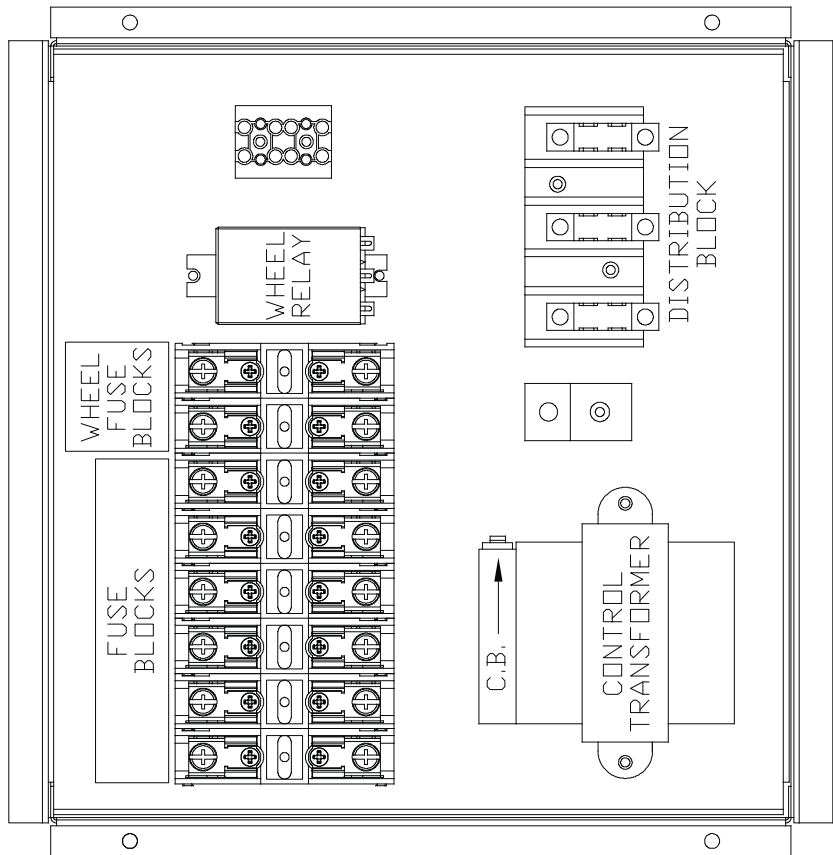 WHEEL
RELAY
DISTRIBUTION
BLOCK
WHEEL
FUSE
BLOCKS
FUSE
BLOCKS
C.B.
CONTROL
TRANSFORMER